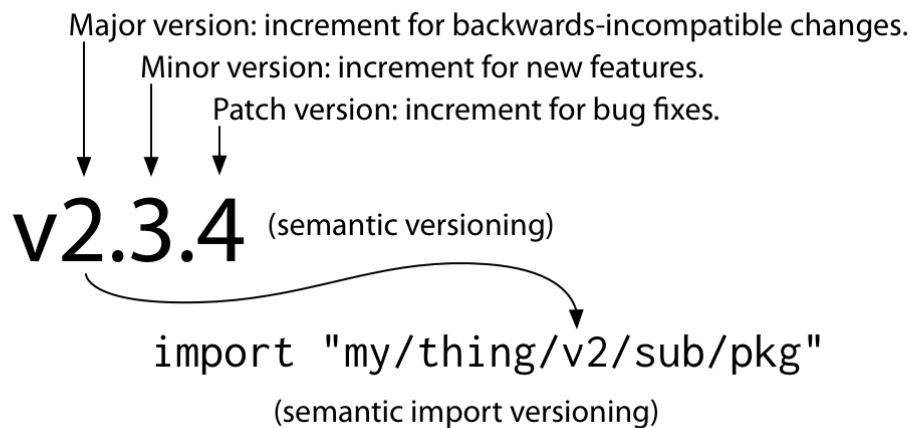 Major version: increment for backwards-incompatible changes.
Minor version: increment for new features.
Patch version: increment for bug fixes.
v2.3.4 (semantic versioning)
import "my/thing/v2/sub/pkg"
(semantic import versioning)